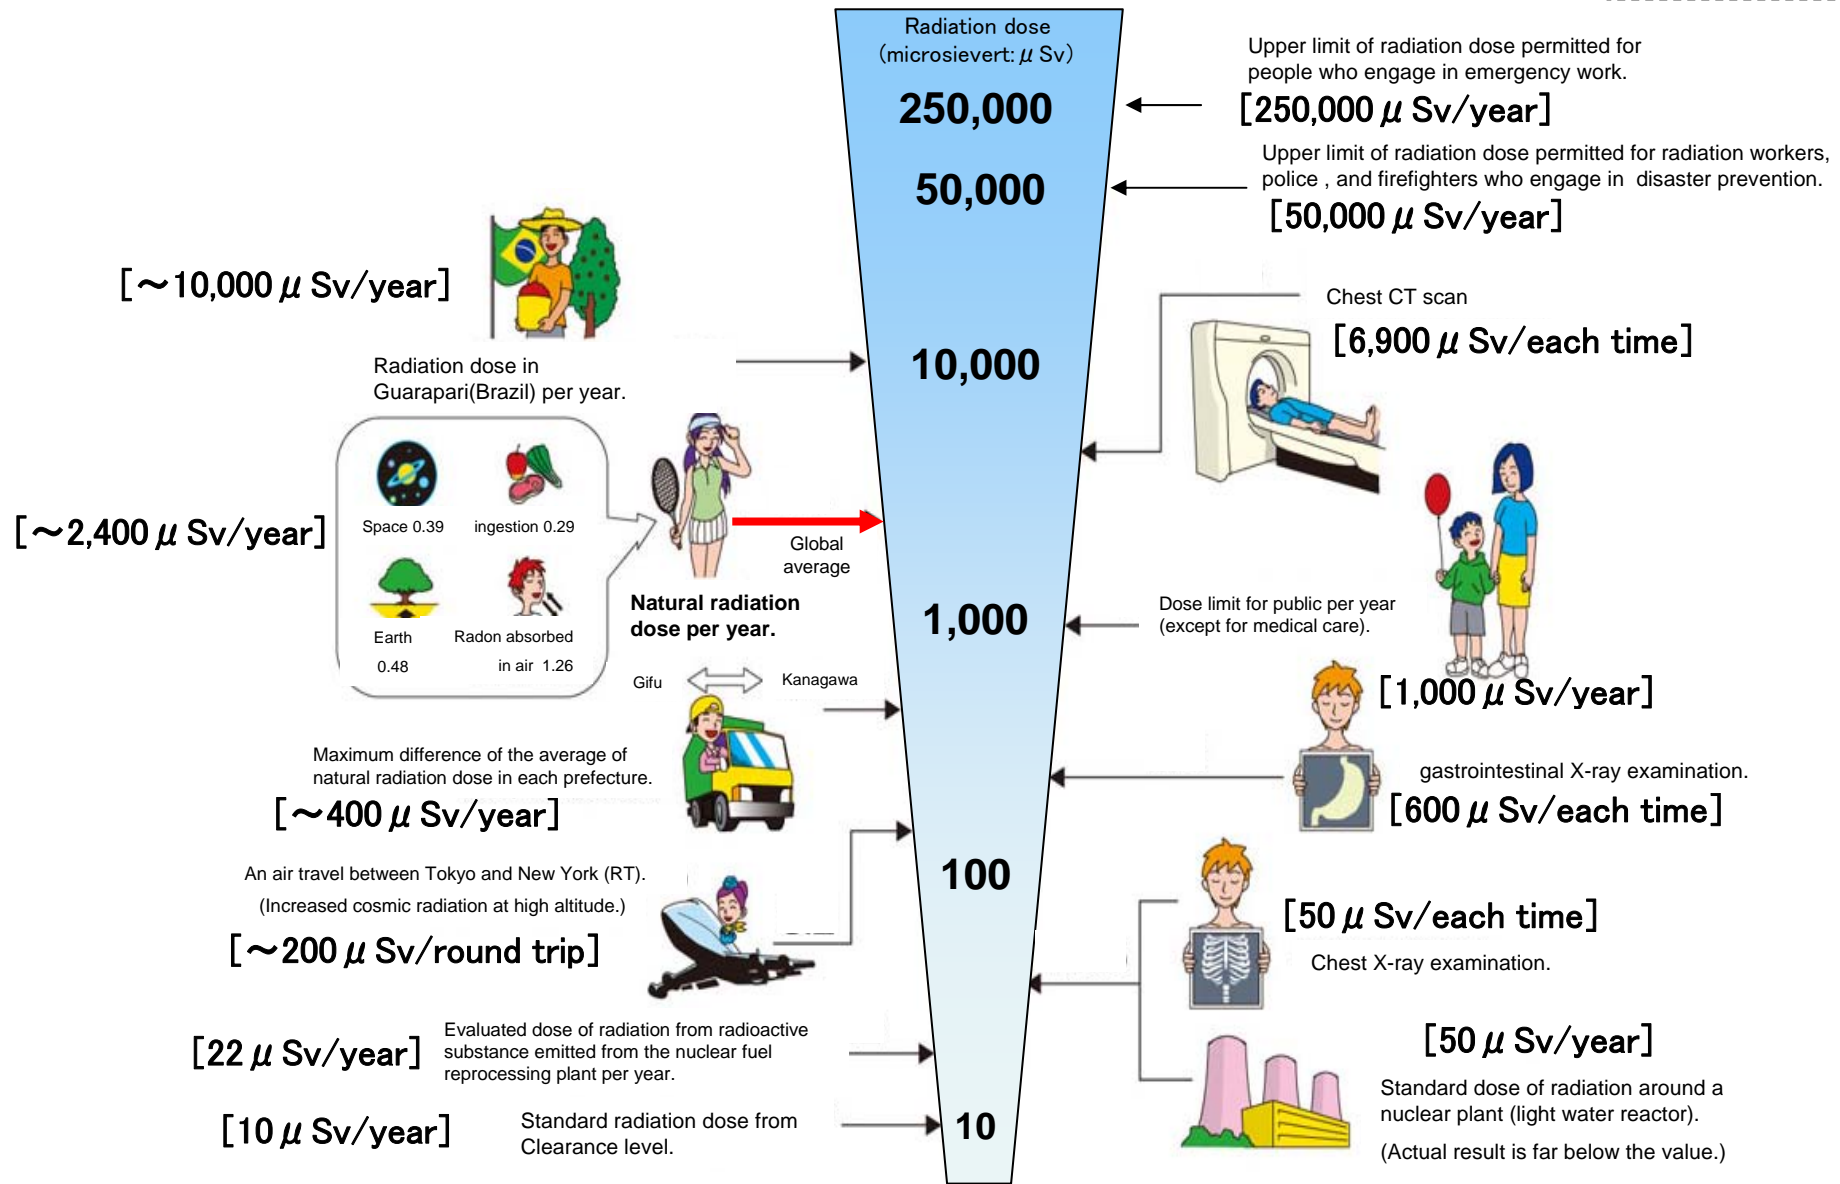 Radiation dose
(microsievert: μ Sv)
250,000
50,000
10,000
1,000
100
10
Upper limit of radiation dose permitted for
people who engage in emergency work.
[250,000 μ Sv/year]
Upper limit of radiation dose permitted for radiation workers,
police , and firefighters who engage in disaster prevention.
[50,000 μ Sv/year]
[～10,000 μ Sv/year]
Radiation dose in
Guarapari(Brazil) per year.
Chest CT scan
[6,900 μ Sv/each time]
[～2,400 μ Sv/year]
Space 0.39
ingestion 0.29
Earth
0.48
Radon absorbed
in air 1.26
Global
average
Natural radiation
dose per year.
Dose limit for public per year
(except for medical care).
[1,000 μ Sv/year]
Gifu
Kanagawa
Maximum difference of the average of
natural radiation dose in each prefecture.
[～400 μ Sv/year]
gastrointestinal X-ray examination.
[600 μ Sv/each time]
An air travel between Tokyo and New York (RT).
(Increased cosmic radiation at high altitude.)
[～200 μ Sv/round trip]
[50 μ Sv/each time]
Chest X-ray examination.
[22 μ Sv/year]
Evaluated dose of radiation from radioactive
substance emitted from the nuclear fuel
reprocessing plant per year.
[50 μ Sv/year]
Standard dose of radiation around a
nuclear plant (light water reactor).
(Actual result is far below the value.)
[10 μ Sv/year]
Standard radiation dose from
Clearance level.